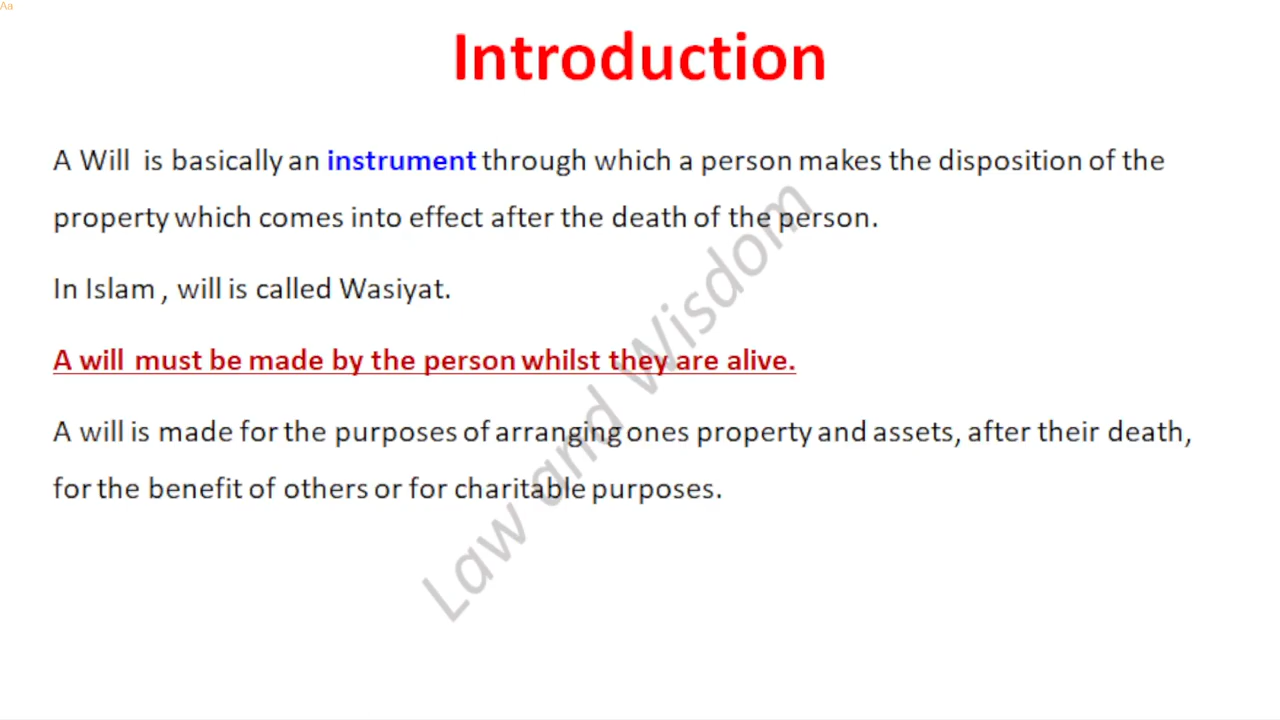 Aa
Introduction
A Will is basically an instrument through which a person makes the disposition of the
property which comes into effect after the death of the person.
In Islam , will is called Wasiyat.
A will must be made by the person whilst they are alive.
A will is made for the purposes of arranging ones property and assets, after their death,
for the benefit of others or for charitable purposes.
Law and Wisdom